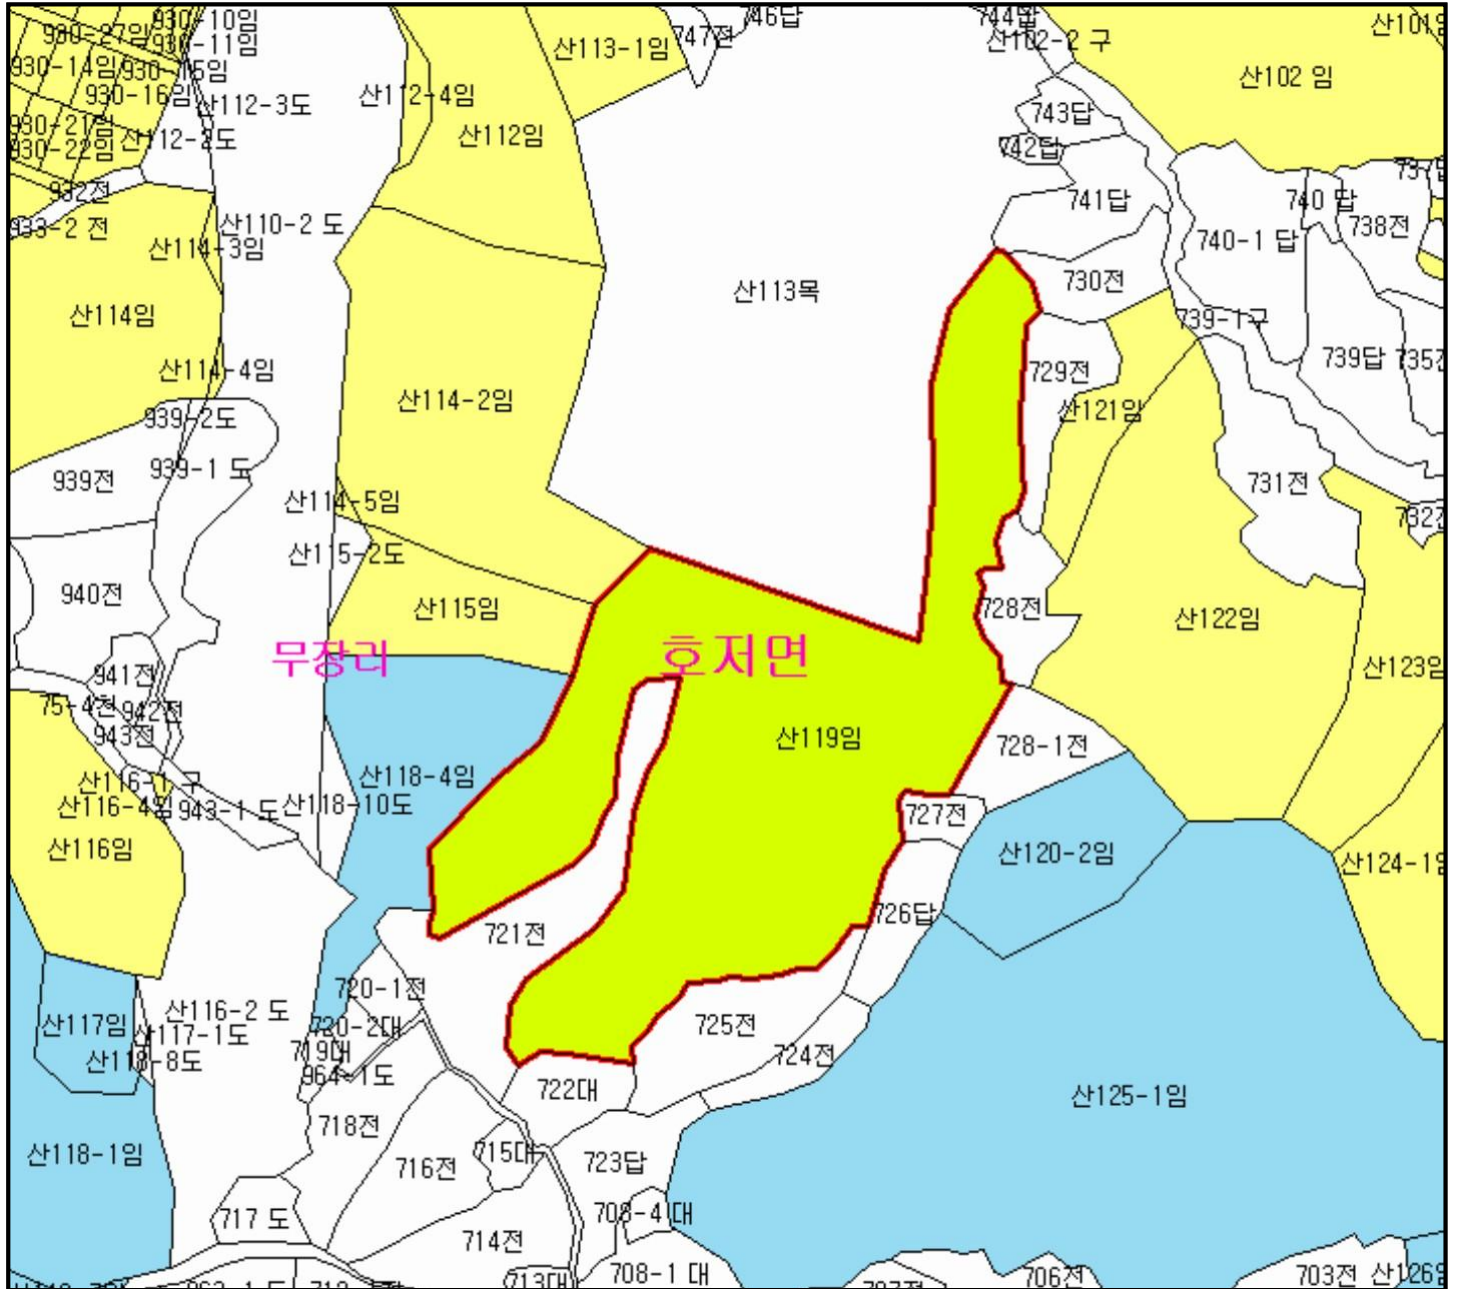 930-10임
746답
744답
산101임
930-27임
930-11임
산113-1임
747전
산102-2 구
930-14임
930-15임
산102 임
930-16임
산112-3도
산112-4임
743답
930-21임
산112-2도
산112임
930-22임
742답
932전
741답
740 답
933-2 전
산110-2 도
738전
산114-3임
740-1 답
730전
산113목
산114임
739-1구
산114-4임
729전
739답
산114-2임
939-2도
산121임
939-1 도
939전
731전
산114-5임
732전
산115-2도
940전
산115임
728전
산122임
무장리
호저면
941전
산123임
75-4천
942전
943전
산119임
728-1전
산116-1 구
산118-4임
산116-4임
943-1 도
산118-10도
727전
산116임
산120-2임
산124-1임
721전
726답
720-1전
산116-2 도
산117임
산117-1도
720-2대
725전
719대
산118-8도
964-1도
724전
722대
산125-1임
718전
산118-1임
716전
715대
723답
717 도
708-4 대
714전
713대
708-1 대
706전
703전
산126임